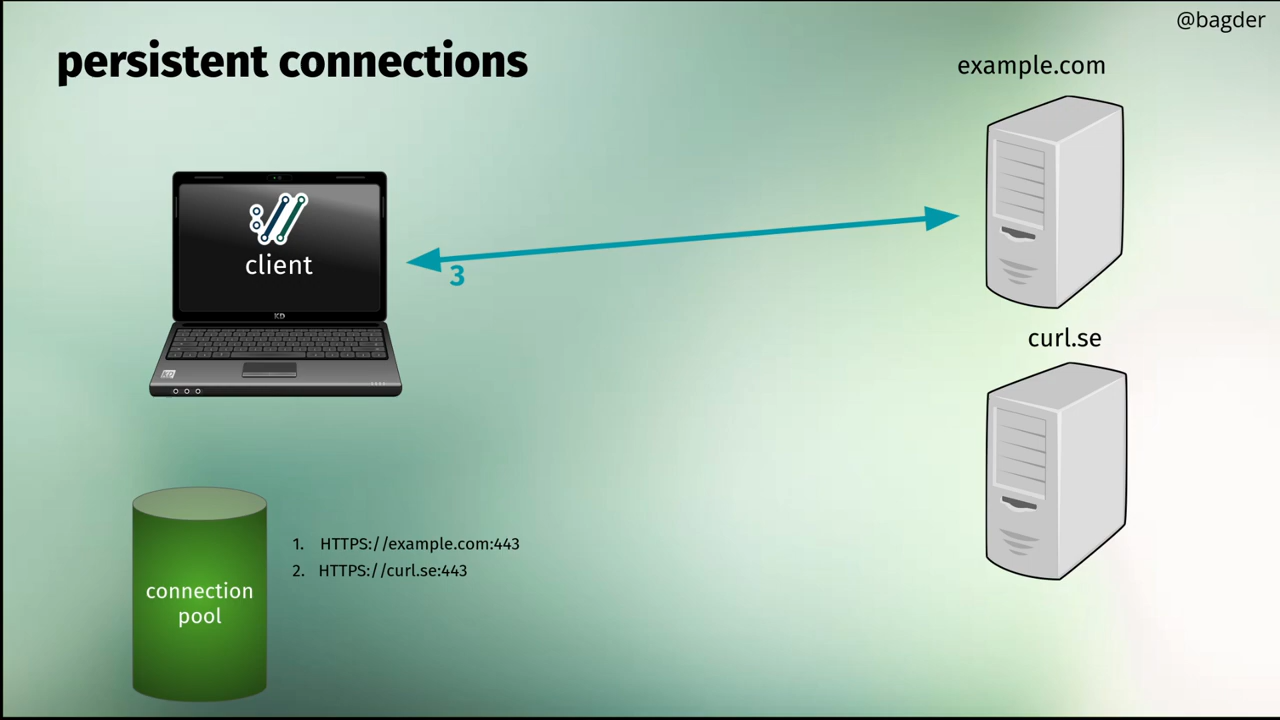 @bagder
persistent connections
example.com
client
3
KD
curl.se
1. HTTPS://example.com:443
2. HTTPS://curl.se:443
connection
pool